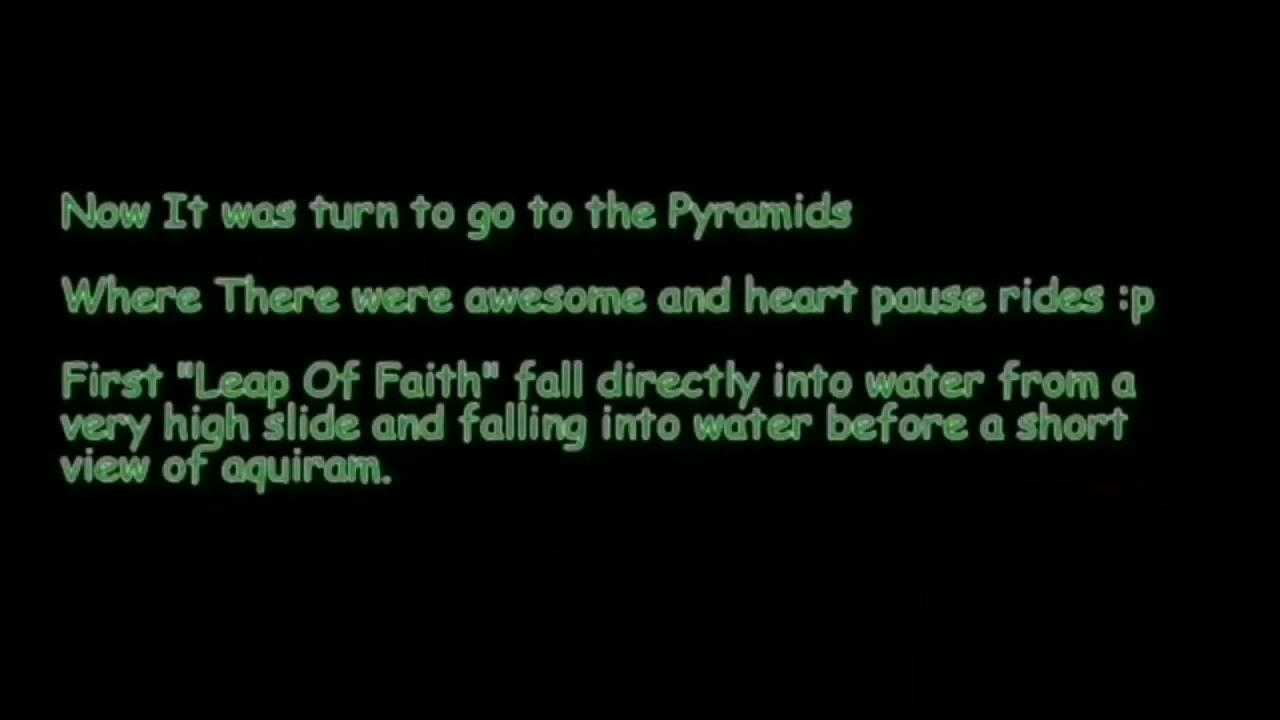 Now It was turn to go to the Pyramids
Where There were awesome and heart pause rides :p
First "Leap Of Faith" fall directly into water from a
very high slide and falling into water before a short
view of aquiram.